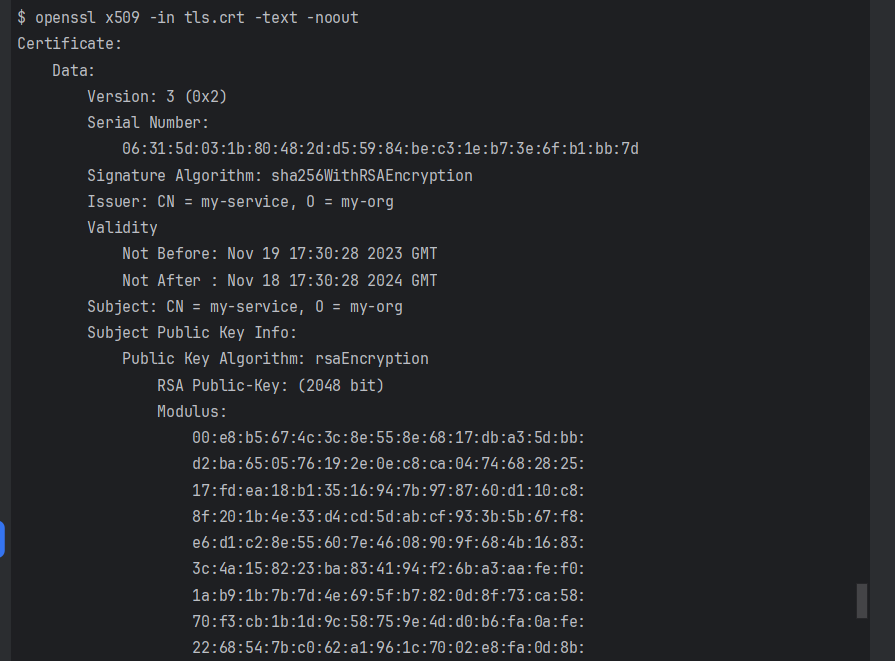 $ openssl x509 -in tls.crt -text -noout
Certificate:
    Data:
        Version: 3 (0x2)
        Serial Number:
            06:31:5d:03:1b:80:48:2d:d5:59:84:be:c3:1e:b7:3e:6f:b1:bb:7d
        Signature Algorithm: sha256WithRSAEncryption
        Issuer: CN = my-service, O = my-org
        Validity
            Not Before: Nov 19 17:30:28 2023 GMT
            Not After : Nov 18 17:30:28 2024 GMT
        Subject: CN = my-service, O = my-org
        Subject Public Key Info:
            Public Key Algorithm: rsaEncryption
                RSA Public-Key: (2048 bit)
                Modulus:
                    00:e8:b5:67:4c:3c:8e:55:8e:68:17:db:a3:5d:bb:
                    d2:ba:65:05:76:19:2e:0e:c8:ca:04:74:68:28:25:
                    17:fd:ea:18:b1:35:16:94:7b:97:87:60:d1:10:c8:
                    8f:20:1b:4e:33:d4:cd:5d:ab:cf:93:3b:5b:67:f8:
                    e6:d1:c2:8e:55:60:7e:46:08:90:9f:68:4b:16:83:
                    3c:4a:15:82:23:ba:83:41:94:f2:6b:a3:aa:fe:f0:
                    1a:b9:1b:7b:7d:4e:69:5f:b7:82:0d:8f:73:ca:58:
                    70:f3:cb:1b:1d:9c:58:75:9e:4d:d0:b6:fa:0a:fe:
                    22:68:54:7b:c0:62:a1:96:1c:70:02:e8:fa:0d:8b: